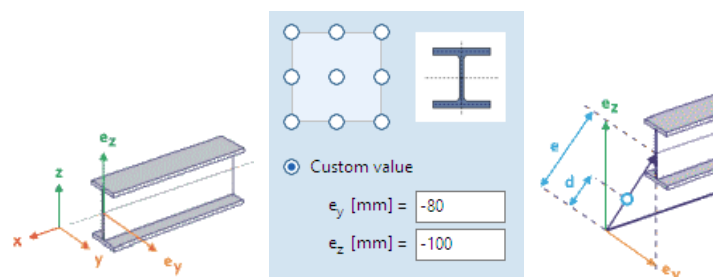 e_z
z
x
y
e_y
Custom value
e_y [mm] = -80
e_z [mm] = -100
e_z
e
d
e_y